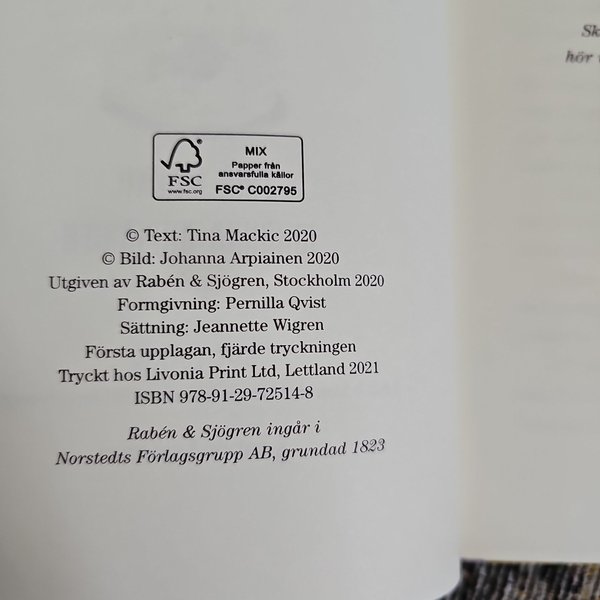 FSC
www.fsc.org
MIX
Papper från
ansvarsfulla källor
FSC® C002795
© Text: Tina Mackic 2020
© Bild: Johanna Arpiainen 2020
Utgiven av Rabén & Sjögren, Stockholm 2020
Formgivning: Pernilla Qvist
Sättning: Jeannette Wigren
Första upplagan, fjärde tryckningen
Tryckt hos Livonia Print Ltd, Lettland 2021
ISBN 978-91-29-72514-8
Rabén & Sjögren ingår i
Norstedts Förlagsgrupp AB, grundad 1823
hör